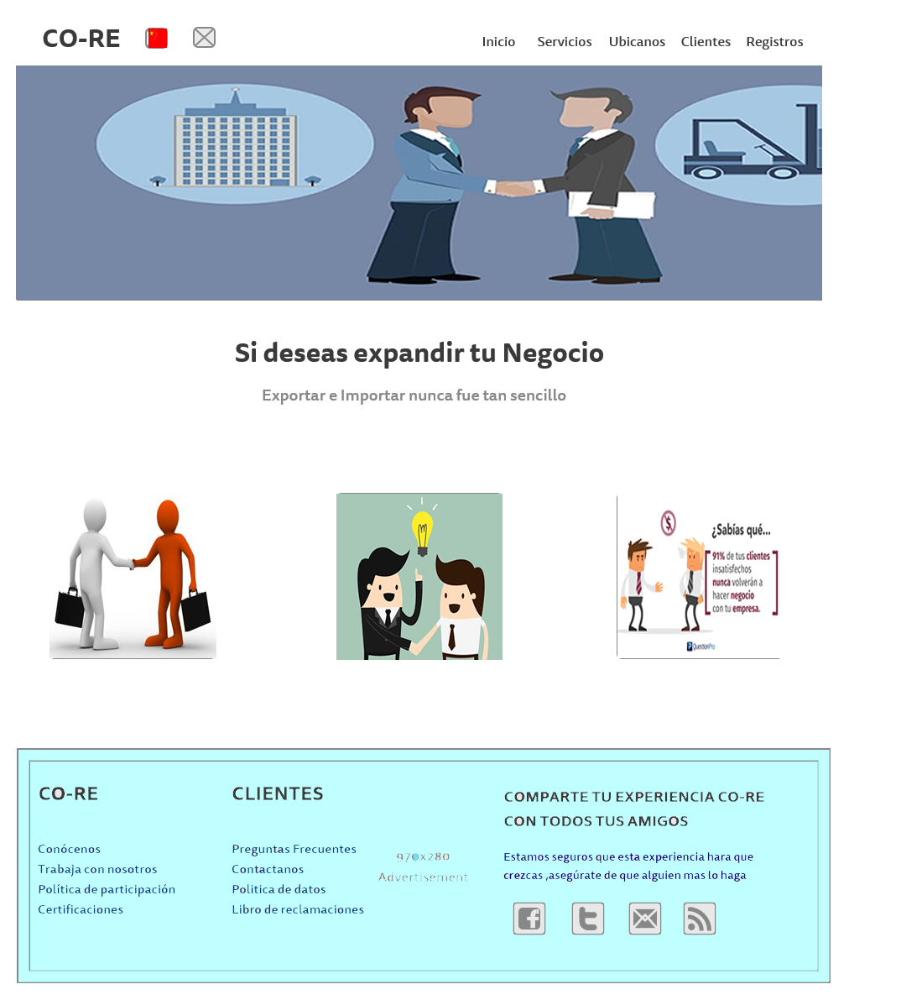 CO-RE
Inicio Servicios Ubicanos Clientes Registros
Si deseas expandir tu Negocio
Exportar e Importar nunca fue tan sencillo
¿Sabías qué...
91% de tus clientes
insatisfechos
nunca volverán a
hacer negocio
con tu empresa.
QuestionPro
CO-RE
Conócenos
Trabaja con nosotros
Política de participación
Certificaciones
CLIENTES
Preguntas Frecuentes
Contactanos
Politica de datos
Libro de reclamaciones
970x280
Advertisement
COMPARTE TU EXPERIENCIA CO-RE
CON TODOS TUS AMIGOS
Estamos seguros que esta experiencia hara que
crezcas ,asegúrate de que alguien mas lo haga